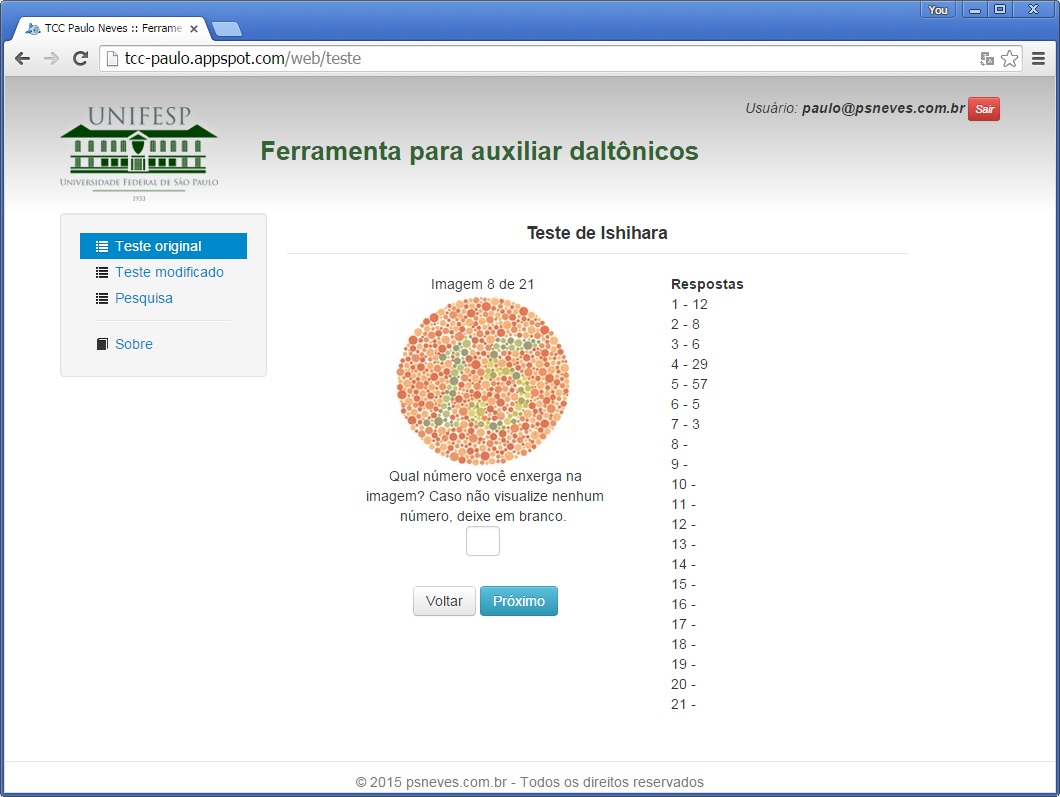 You
TCC Paulo Neves :: Ferrame
tcc-paulo.appspot.com/web/teste
UNIFESP
UNIVERSIDADE FEDERAL DE SÃO PAULO
1933
Usuário: paulo@psneves.com.br Sair
Ferramenta para auxiliar daltônicos
Teste original
Teste modificado
Pesquisa
Sobre
Teste de Ishihara
Imagem 8 de 21
15
Qual número você enxerga na
imagem? Caso não visualize nenhum
número, deixe em branco.
Voltar Próximo
Respostas
1 - 12
2 - 8
3 - 6
4 - 29
5 - 57
6 - 5
7 - 3
8 -
9 -
10 -
11 -
12 -
13 -
14 -
15 -
16 -
17 -
18 -
19 -
20 -
21 -
© 2015 psneves.com.br - Todos os direitos reservados